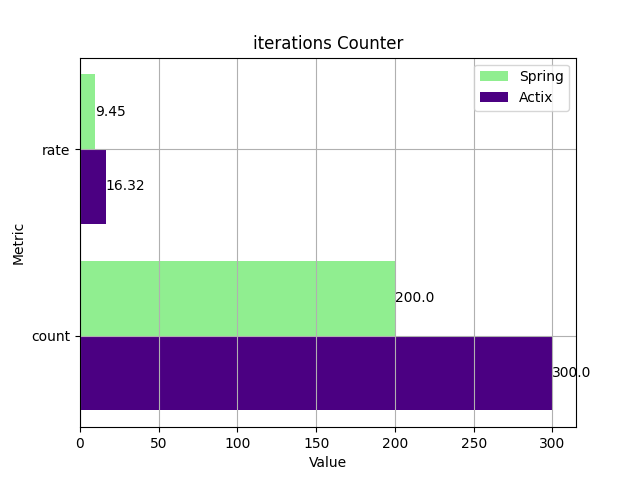 iterations Counter
Spring
Actix
9.45
rate
16.32
Metric
200.0
count
300.0
0 50 100 150 200 250 300
Value